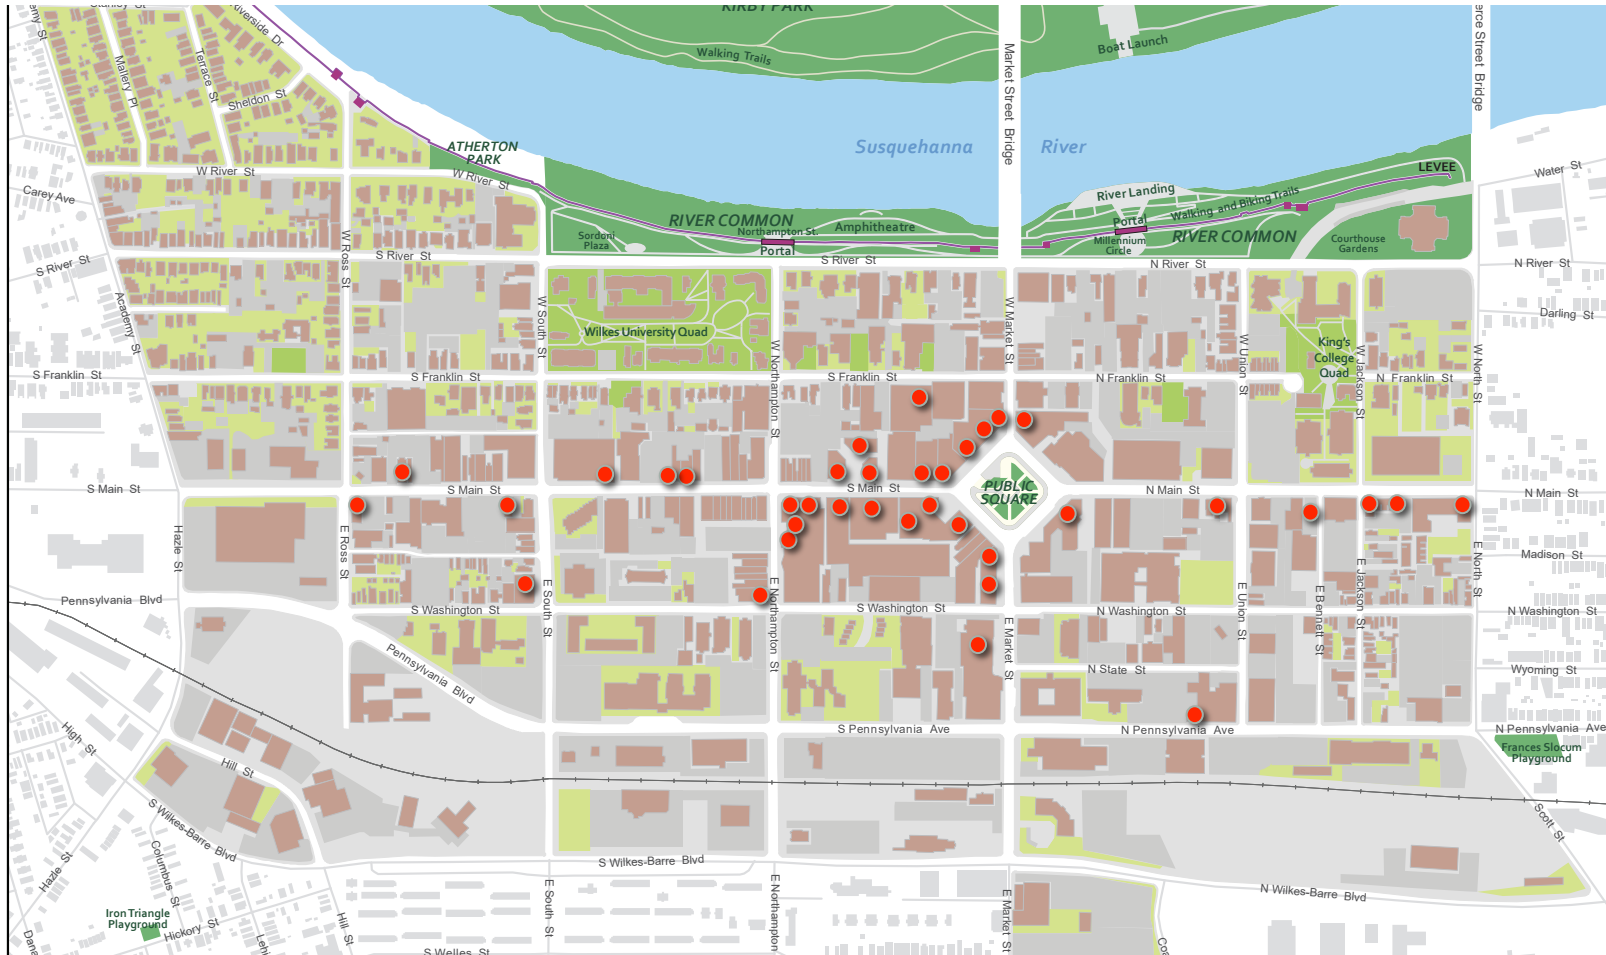 Stanley St
KIRBY PARK
Riverside Dr
Boat Launch
Walking Trails
Market Street Bridge
Street Bridge
Terrace St
Mallery Pl
Sheldon St
Susquehanna River
ATHERTON
PARK
W River St
W River St
LEVEE
Water St
Carey Ave
River Landing
Walking and Biking Trails
RIVER COMMON
Northampton St.
Portal
Amphitheatre
Sordoni
Plaza
Portal
Millennium
Circle
RIVER COMMON
Courthouse
Gardens
W Ross St
S River St
S River St
S River St
N River St
N River St
Academy St
W South St
Wilkes University Quad
W Northampton St
W Market St
W Union St
King's
College
Quad
W Jackson St
W North St
Darling St
S Franklin St
S Franklin St
S Franklin St
N Franklin St
N Franklin St
N Franklin St
S Main St
S Main St
S Main St
PUBLIC
SQUARE
N Main St
N Main St
Hazle St
E Ross St
E South St
E Northampton St
E Market St
E Union St
E Bennett St
E Jackson St
E North St
Madison St
Pennsylvania Blvd
S Washington St
S Washington St
N Washington St
N Washington St
Pennsylvania Blvd
N State St
Wyoming St
High St
S Pennsylvania Ave
N Pennsylvania Ave
N Pennsylvania Ave
Frances Slocum
Playground
Hill St
S Wilkes-Barre Blvd
Scott St
Hazle St
Columbus St
S Wilkes-Barre Blvd
N Wilkes-Barre Blvd
E South St
E Northampton
E Market St
Iron Triangle
Playground
Hickory St
Hill St
S Welles St